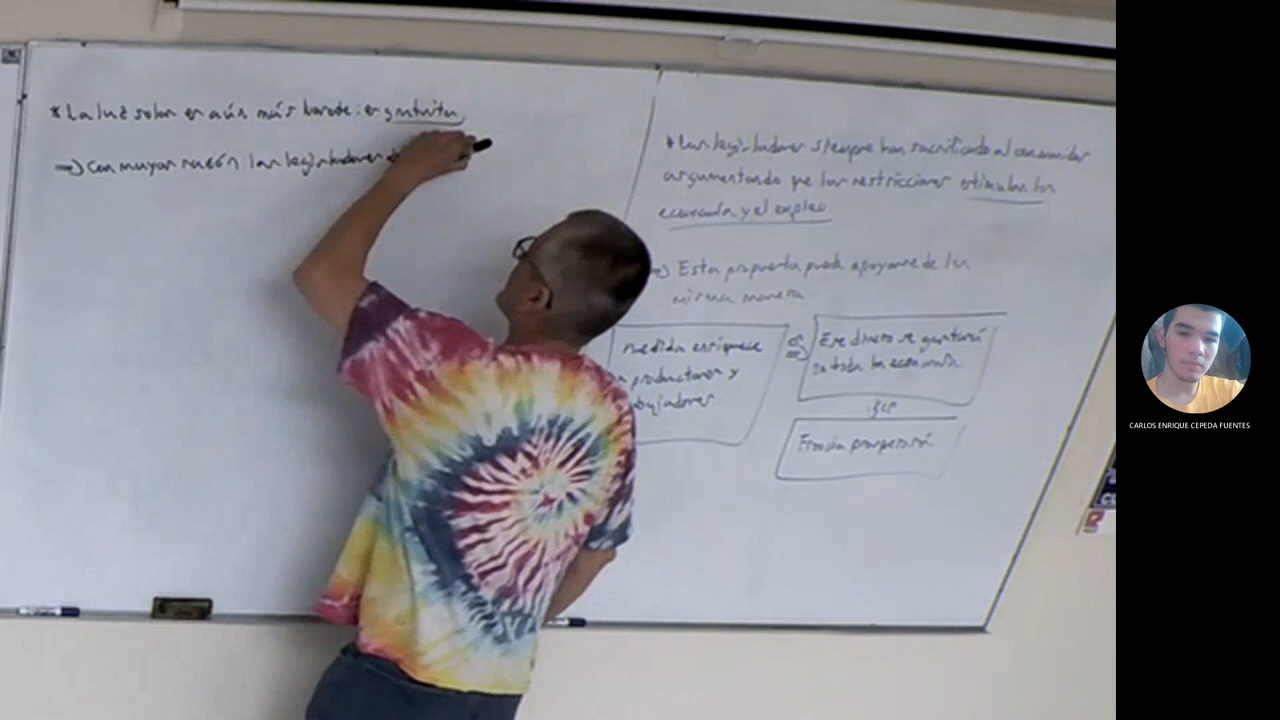 * La luz solar es aún más barata: es gratuita
=> Con mayor razón los legisladores d
* Los legisladores siempre han sacrificado al consumidor
argumentando que las restricciones estimulan la
economía y el empleo
=> Esta propuesta puede apoyarse de la
misma manera
medida enriquece
productores y
bajadores
=>
Ese dinero se gastará
en toda la economía
Francia prosperará
CARLOS ENRIQUE CEPEDA FUENTES